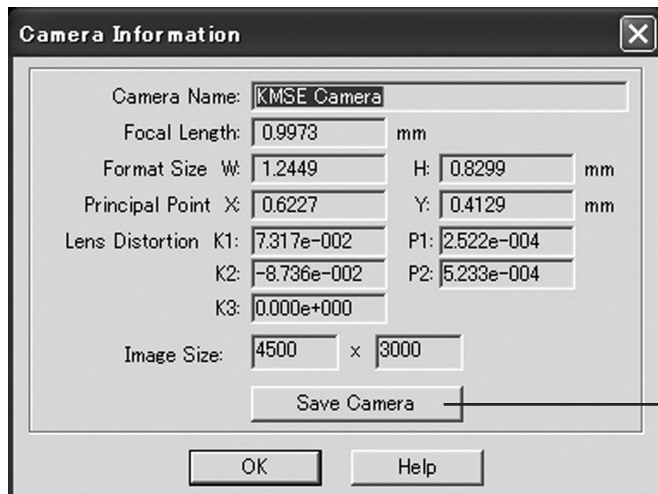 Camera Information
Camera Name: KMSE Camera
Focal Length: 0.9973 mm
Format Size W: 1.2449 H: 0.8299 mm
Principal Point X: 0.6227 Y: 0.4129 mm
Lens Distortion K1: 7.317e-002 P1: 2.522e-004
K2: -8.736e-002 P2: 5.233e-004
K3: 0.000e+000
Image Size: 4500 x 3000
Save Camera
OK Help